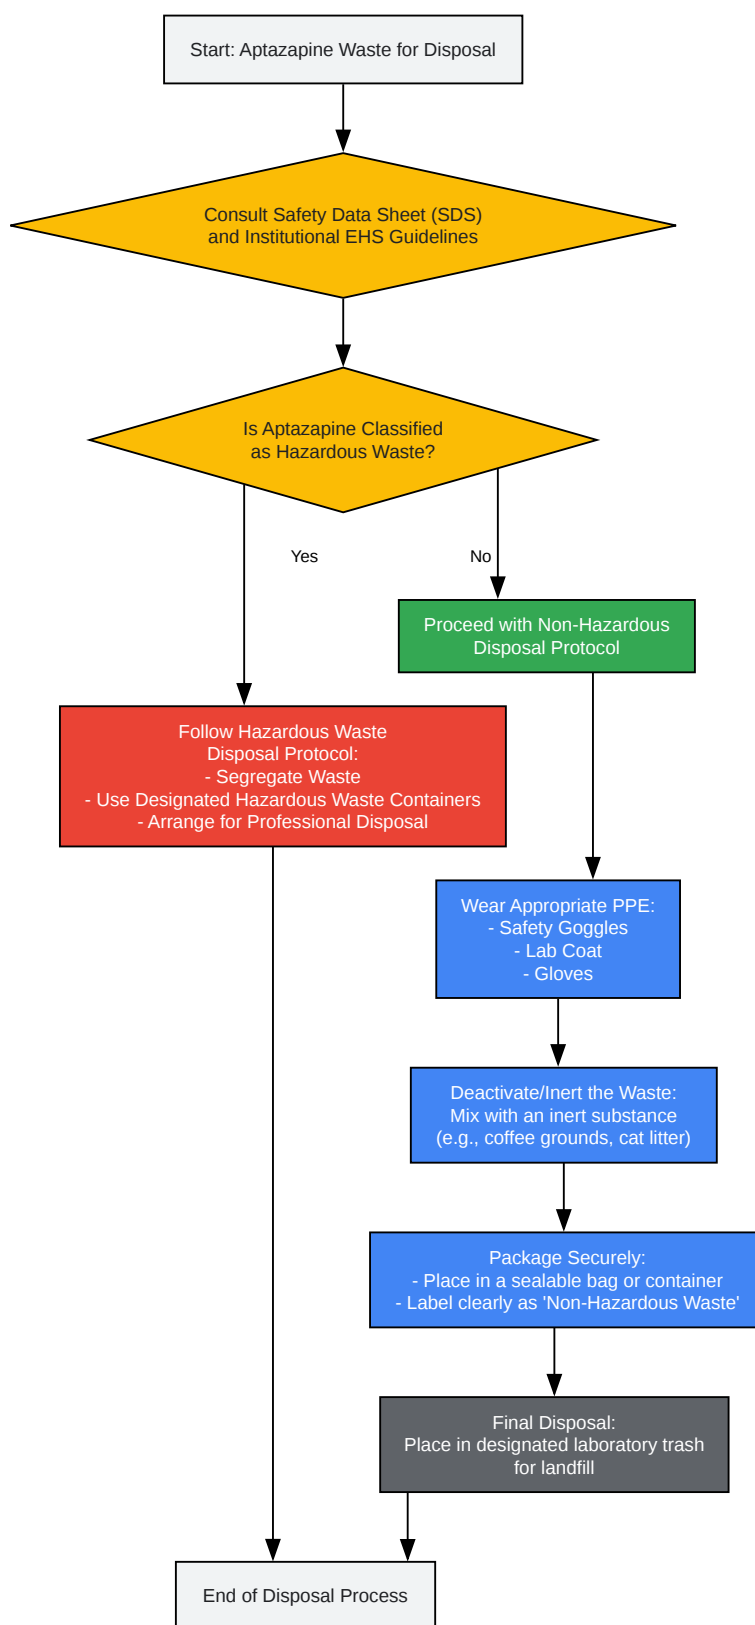 Start: Aptazapine Waste for Disposal
Consult Safety Data Sheet (SDS)
and Institutional EHS Guidelines
Is Aptazapine Classified
as Hazardous Waste?
Yes
No
Proceed with Non-Hazardous
Disposal Protocol
Follow Hazardous Waste
Disposal Protocol:
- Segregate Waste
- Use Designated Hazardous Waste Containers
- Arrange for Professional Disposal
Wear Appropriate PPE:
- Safety Goggles
- Lab Coat
- Gloves
Deactivate/Inert the Waste:
Mix with an inert substance
(e.g., coffee grounds, cat litter)
Package Securely:
- Place in a sealable bag or container
- Label clearly as 'Non-Hazardous Waste'
Final Disposal:
Place in designated laboratory trash
for landfill
End of Disposal Process